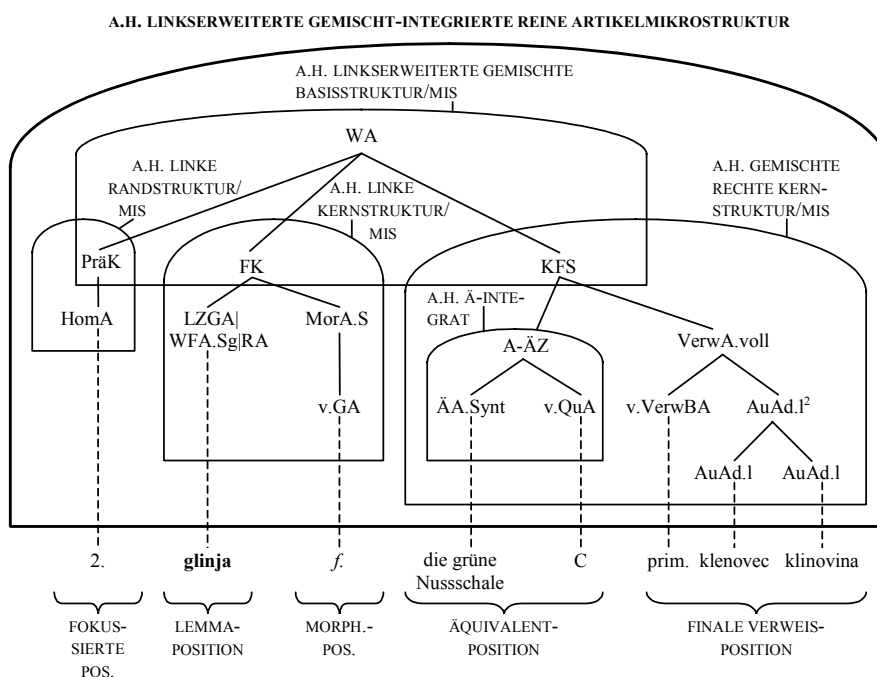 A.H. LINKSERWEITERTE GEMISCHT-INTEGRIERTE REINE ARTIKELMIKROSTRUKTUR
A.H. LINKSERWEITERTE GEMISCHTE
BASISSTRUKTUR/MIS
WA
A.H. LINKE
RANDSTRUKTUR/
MIS
A.H. LINKE
KERNSTRUKTUR/
MIS
A.H. GEMISCHTE
RECHTE KERN-
STRUKTUR/MIS
PräK
FK
KFS
HomA
LZGA|
WFA.Sg|RA
MorA.S
A.H. Ä-INTE-
GRAT
A-ÄZ
VerwA.voll
v.GA
ÄA.Synt
v.QuA
v.VerwBA
AuAd.l²
AuAd.l
AuAd.l
2.
glinja
f.
die grüne
Nussschale
C
prim.
klenovec
klinovina
FOKUS-
SIERTE
POS.
LEMMA-
POSITION
MORPH.-
POS.
ÄQUIVALENT-
POSITION
FINALE VERWEIS-
POSITION